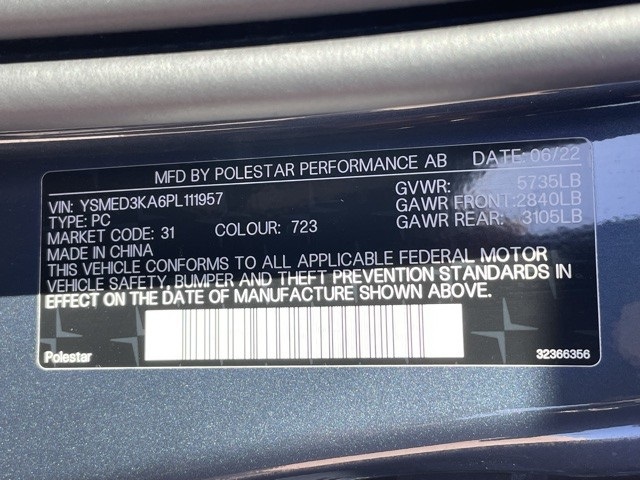 MFD BY POLESTAR PERFORMANCE AB DATE: 06/22
VIN: YSMED3KA6PL111957 GVWR: 5735LB
TYPE: PC GAWR FRONT: 2840LB
MARKET CODE: 31 COLOUR: 723 GAWR REAR: 3105LB
MADE IN CHINA
THIS VEHICLE CONFORMS TO ALL APPLICABLE FEDERAL MOTOR
VEHICLE SAFETY, BUMPER AND THEFT PREVENTION STANDARDS IN
EFFECT ON THE DATE OF MANUFACTURE SHOWN ABOVE.
Polestar 32366356